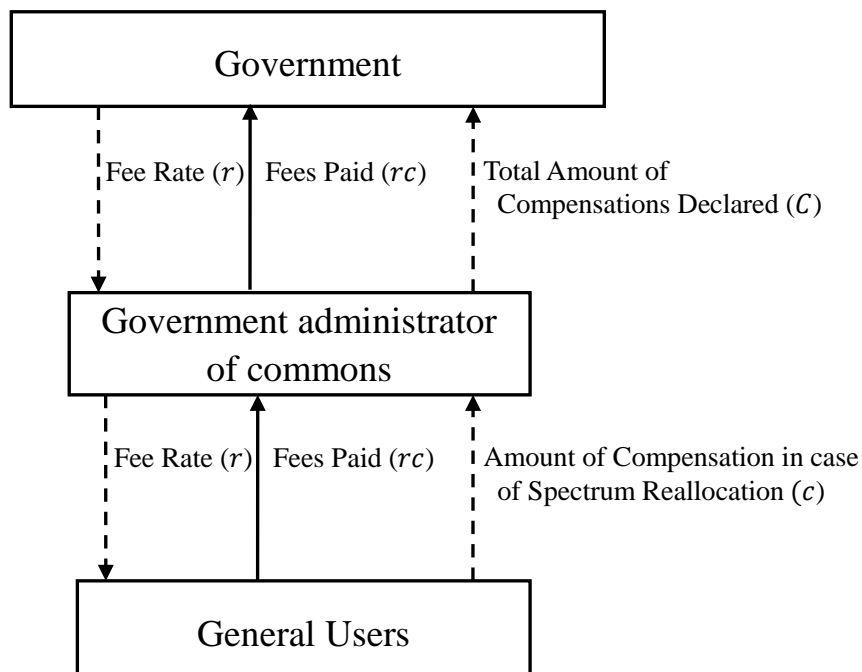 Government
Fee Rate (r)
Fees Paid (rc)
Total Amount of
Compensations Declared (C)
Government administrator
of commons
Fee Rate (r)
Fees Paid (rc)
Amount of Compensation in case
of Spectrum Reallocation (c)
General Users